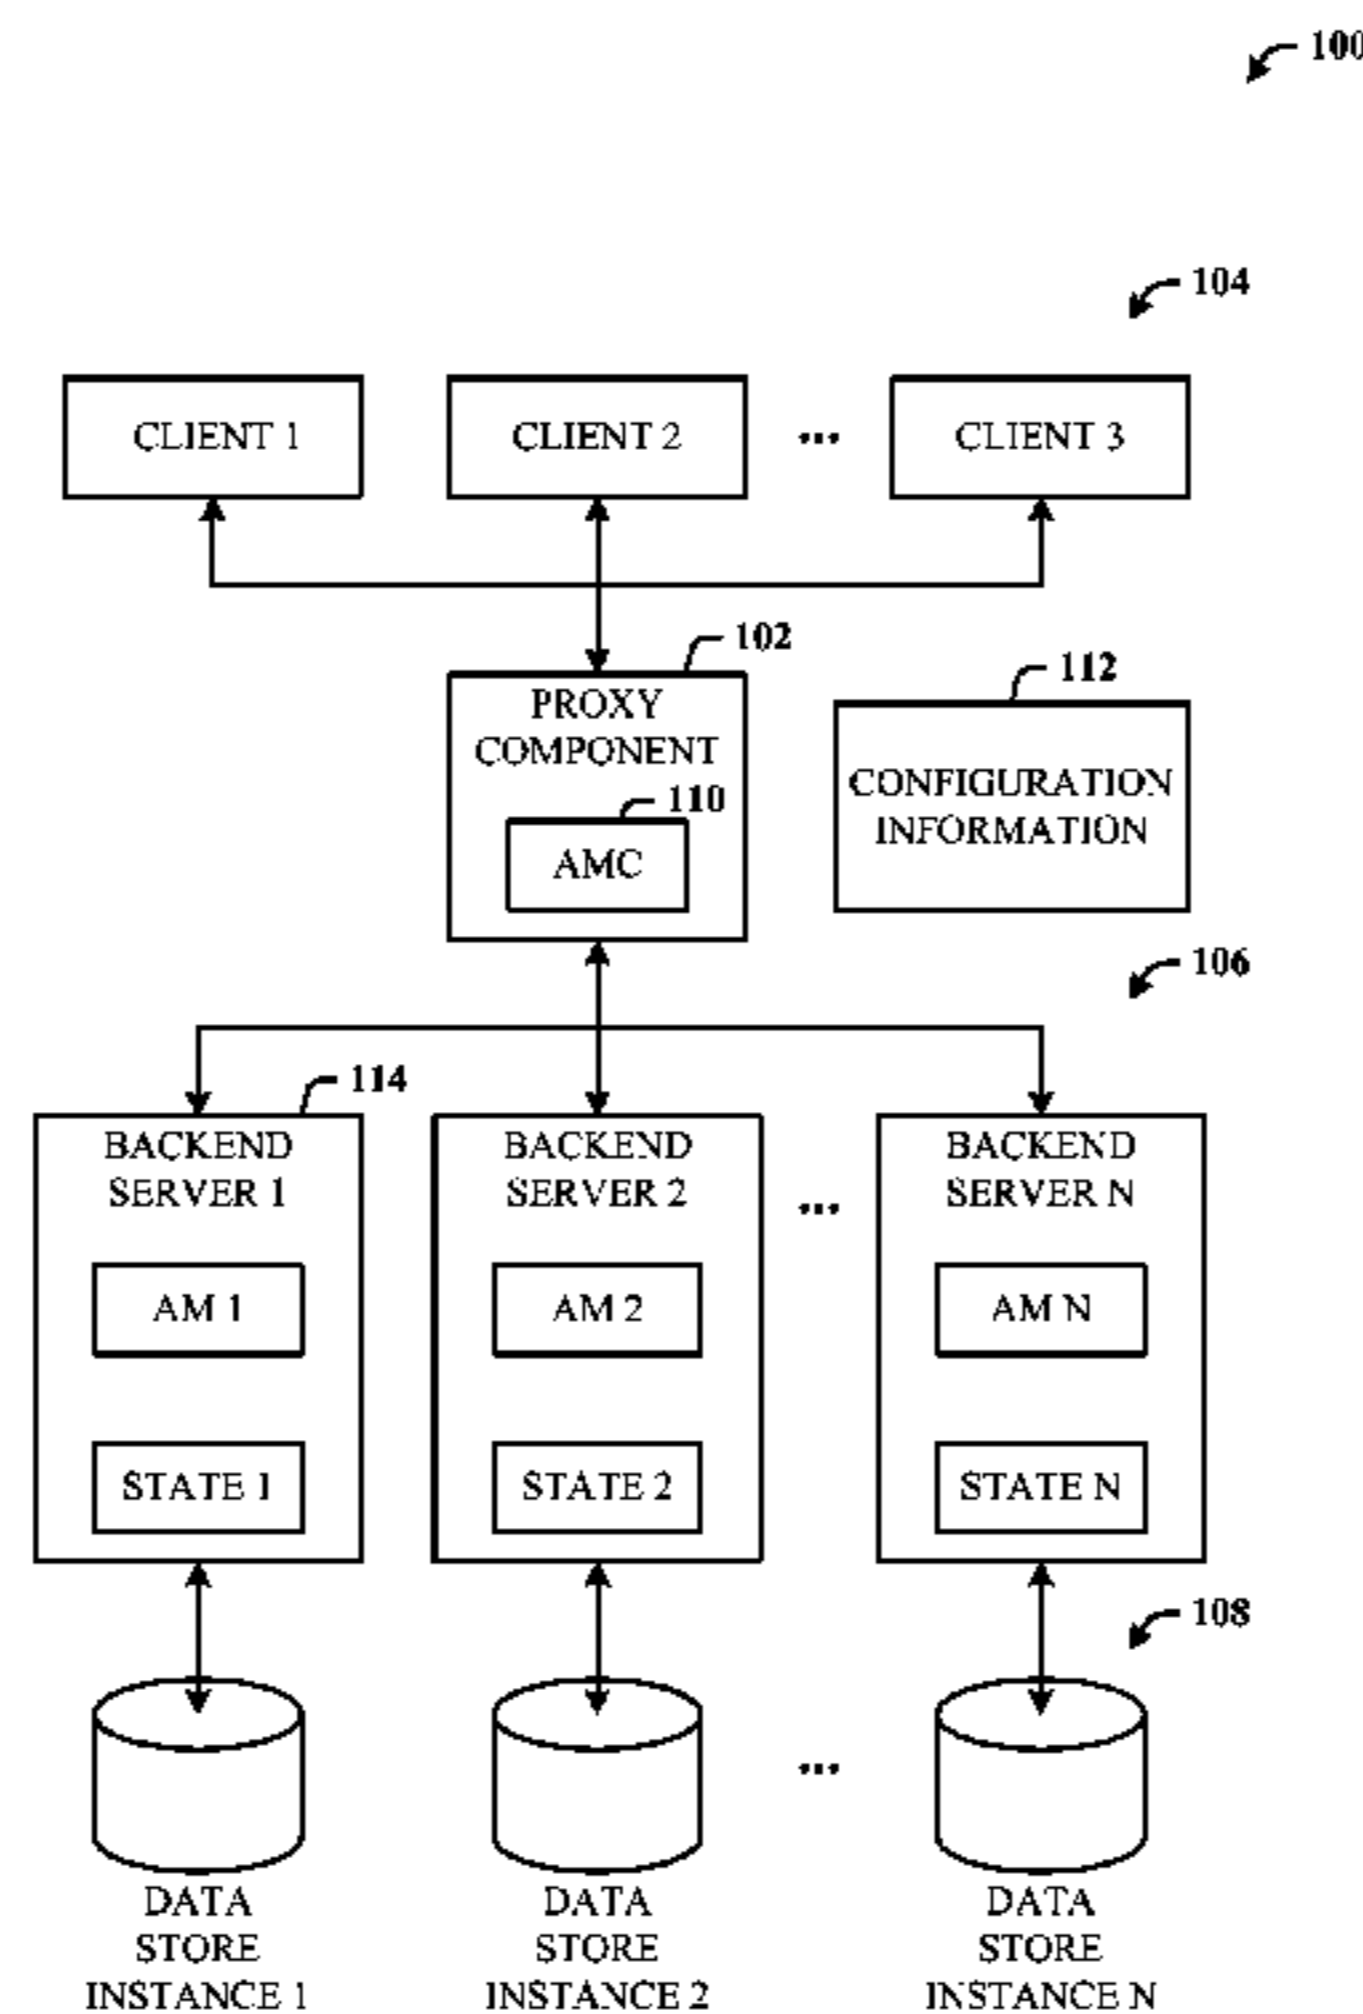 100
104
CLIENT 1
CLIENT 2
...
CLIENT 3
102
PROXY
COMPONENT
110
AMC
112
CONFIGURATION
INFORMATION
106
114
BACKEND
SERVER 1
AM 1
STATE 1
BACKEND
SERVER 2
AM 2
STATE 2
...
BACKEND
SERVER N
AM N
STATE N
108
DATA
STORE
INSTANCE 1
DATA
STORE
INSTANCE 2
...
DATA
STORE
INSTANCE N